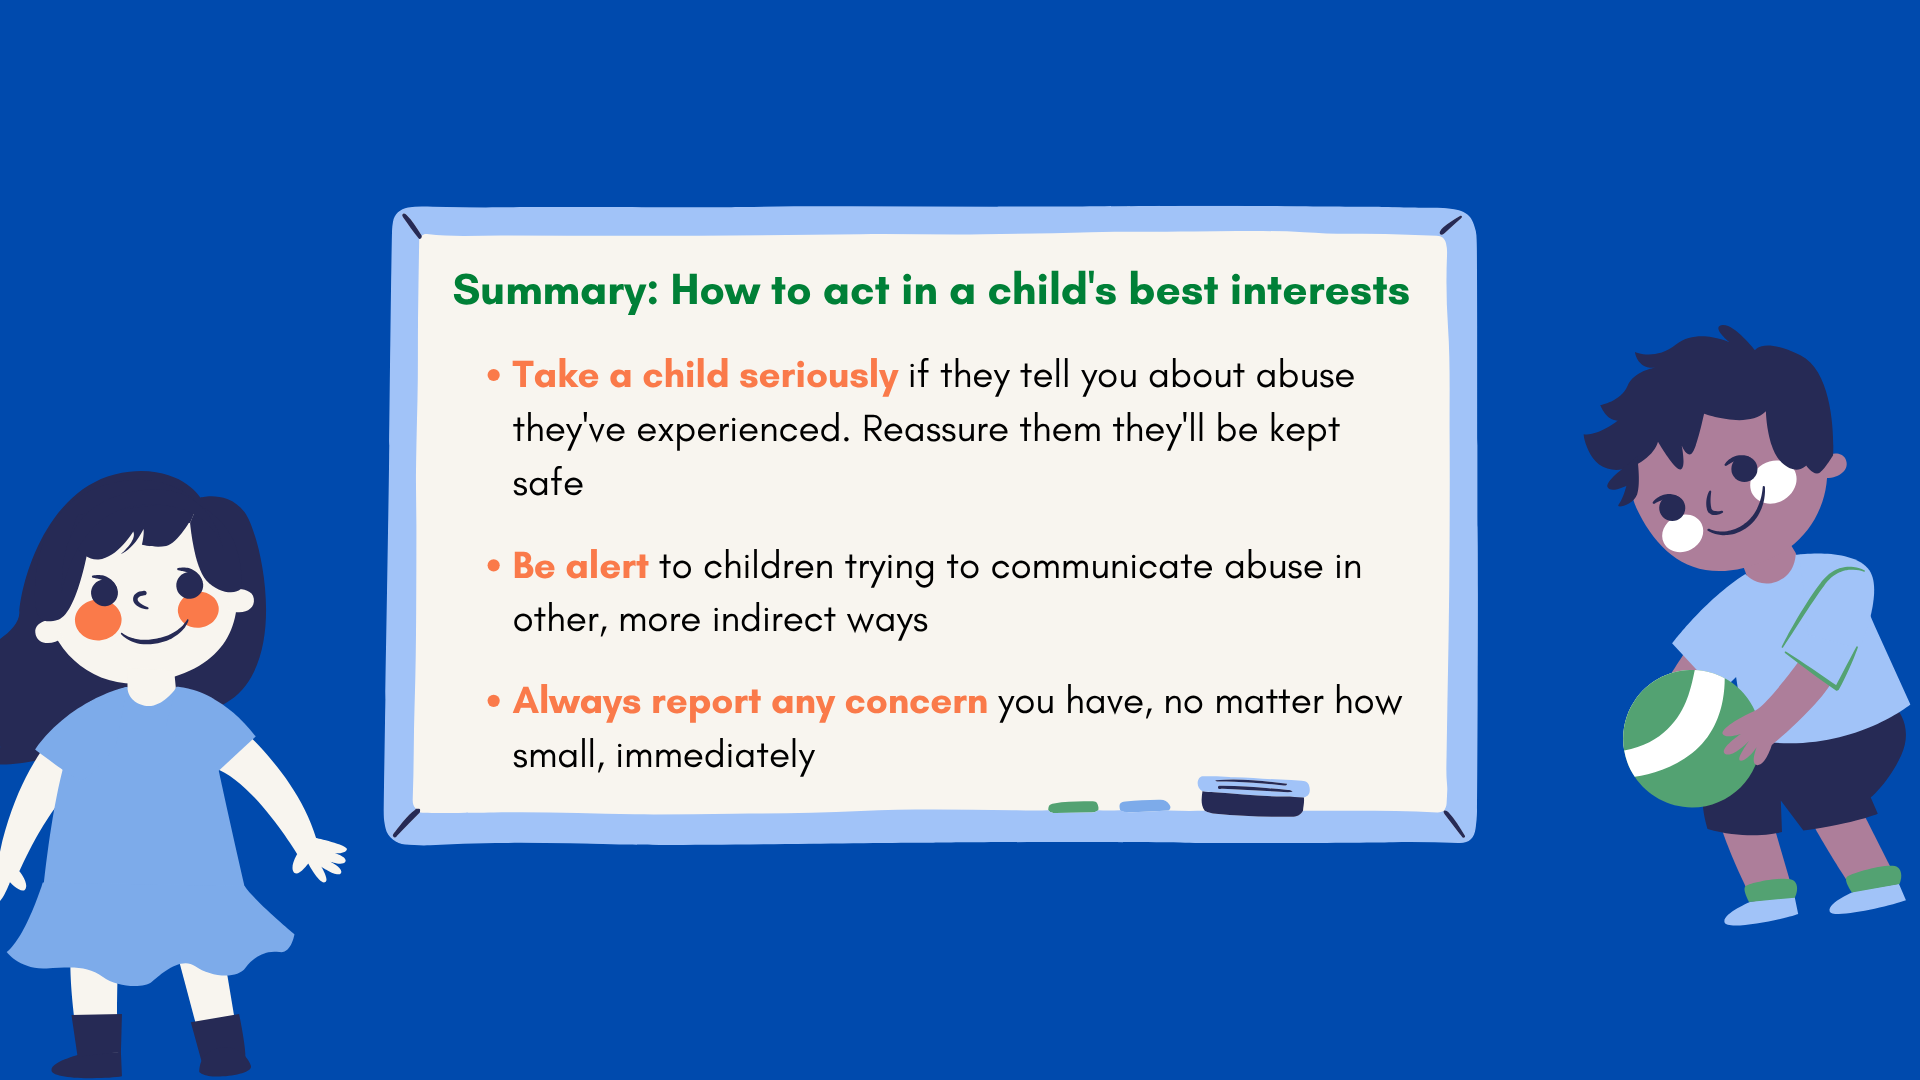 Summary: How to act in a child's best interests
• Take a child seriously if they tell you about abuse
they've experienced. Reassure them they'll be kept
safe
• Be alert to children trying to communicate abuse in
other, more indirect ways
• Always report any concern you have, no matter how
small, immediately